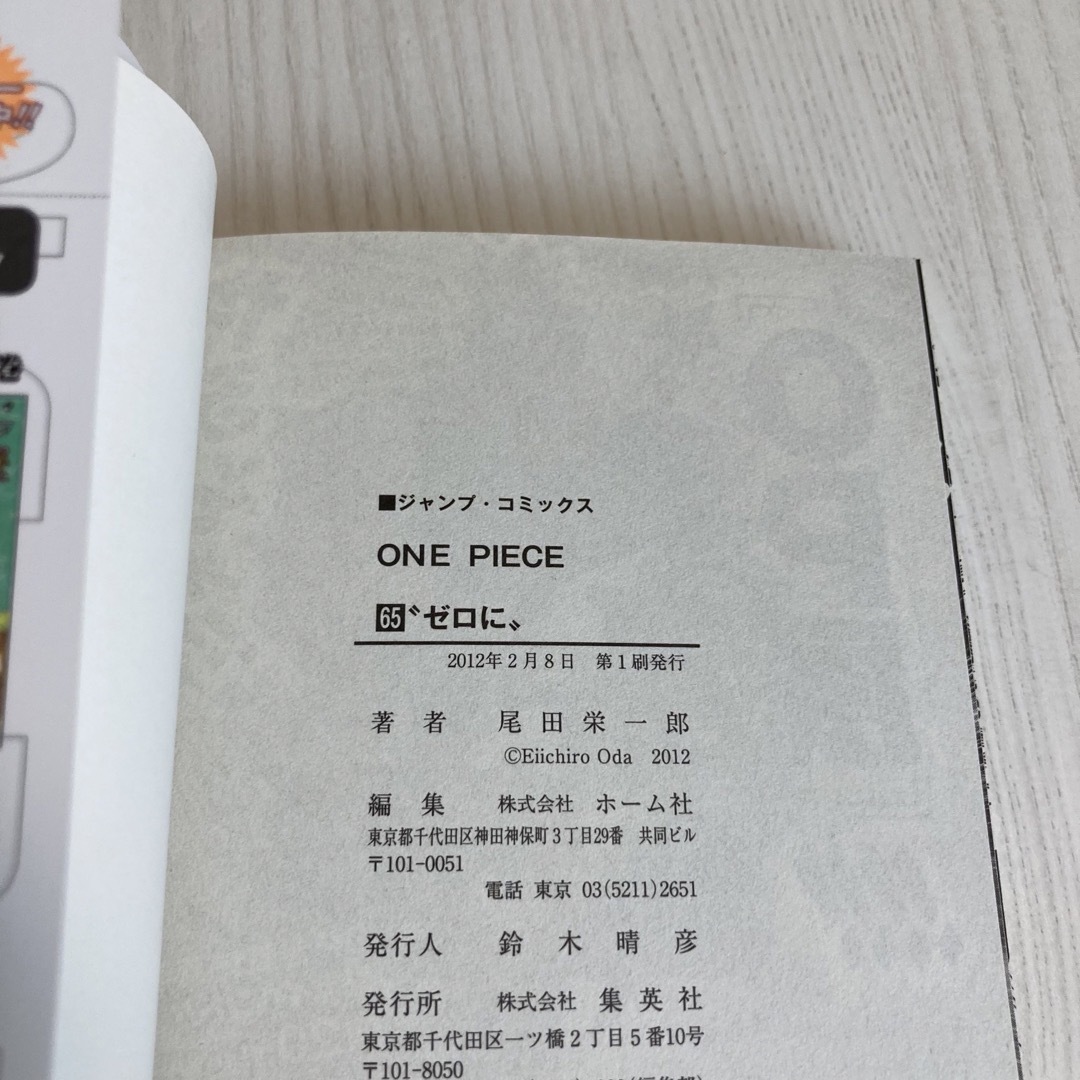 ■ジャンプ・コミックス
ONE PIECE
65〝ゼロに〟
2012年2月8日 第1刷発行
著者 尾田栄一郎
©Eiichiro Oda 2012
編集 株式会社 ホーム社
東京都千代田区神田神保町3丁目29番 共同ビル
〒101-0051
電話 東京 03(5211)2651
発行人 鈴木晴彦
発行所 株式会社 集英社
東京都千代田区一ツ橋2丁目5番10号
〒101-8050